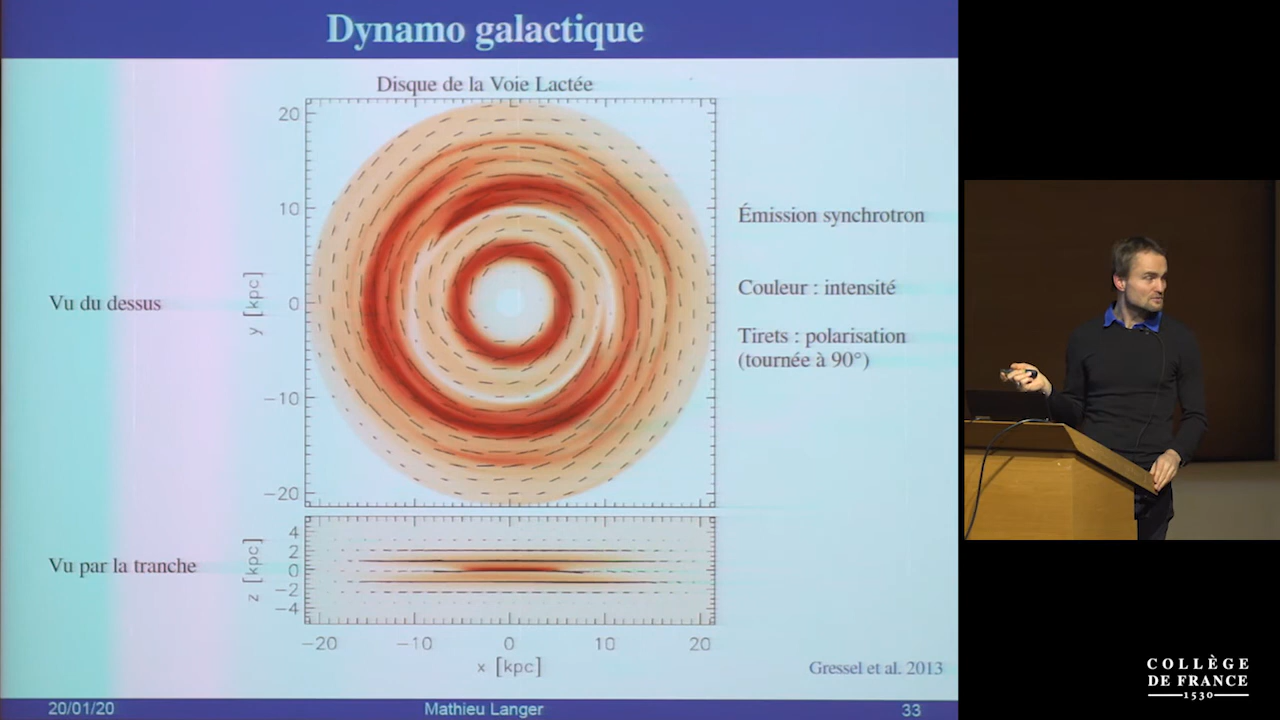 Dynamo galactique
Disque de la Voie Lactée
20
10
0
−10
−20
y [kpc]
Vu du dessus
Émission synchrotron
Couleur : intensité
Tirets : polarisation
(tournée à 90°)
Vu par la tranche
4
2
0
−2
−4
z [kpc]
−20
−10
0
10
20
x [kpc]
Gressel et al. 2013
20/01/20
Mathieu Langer
33
COLLÈGE
DE FRANCE
1530